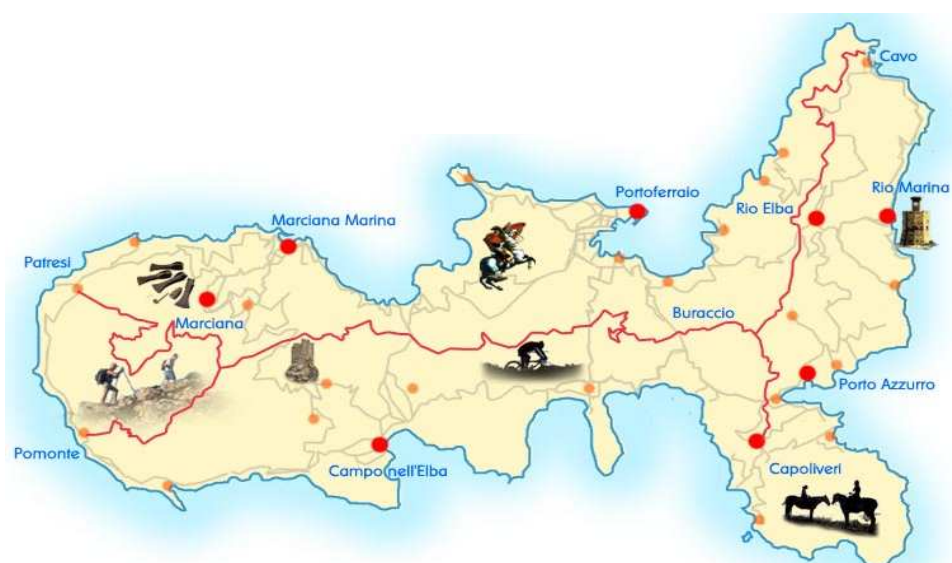 Cavo
Portoferraio
Rio Marina
Rio Elba
Marciana Marina
Patresi
Marciana
Buraccio
Porto Azzurro
Pomonte
Campo nell'Elba
Capoliveri